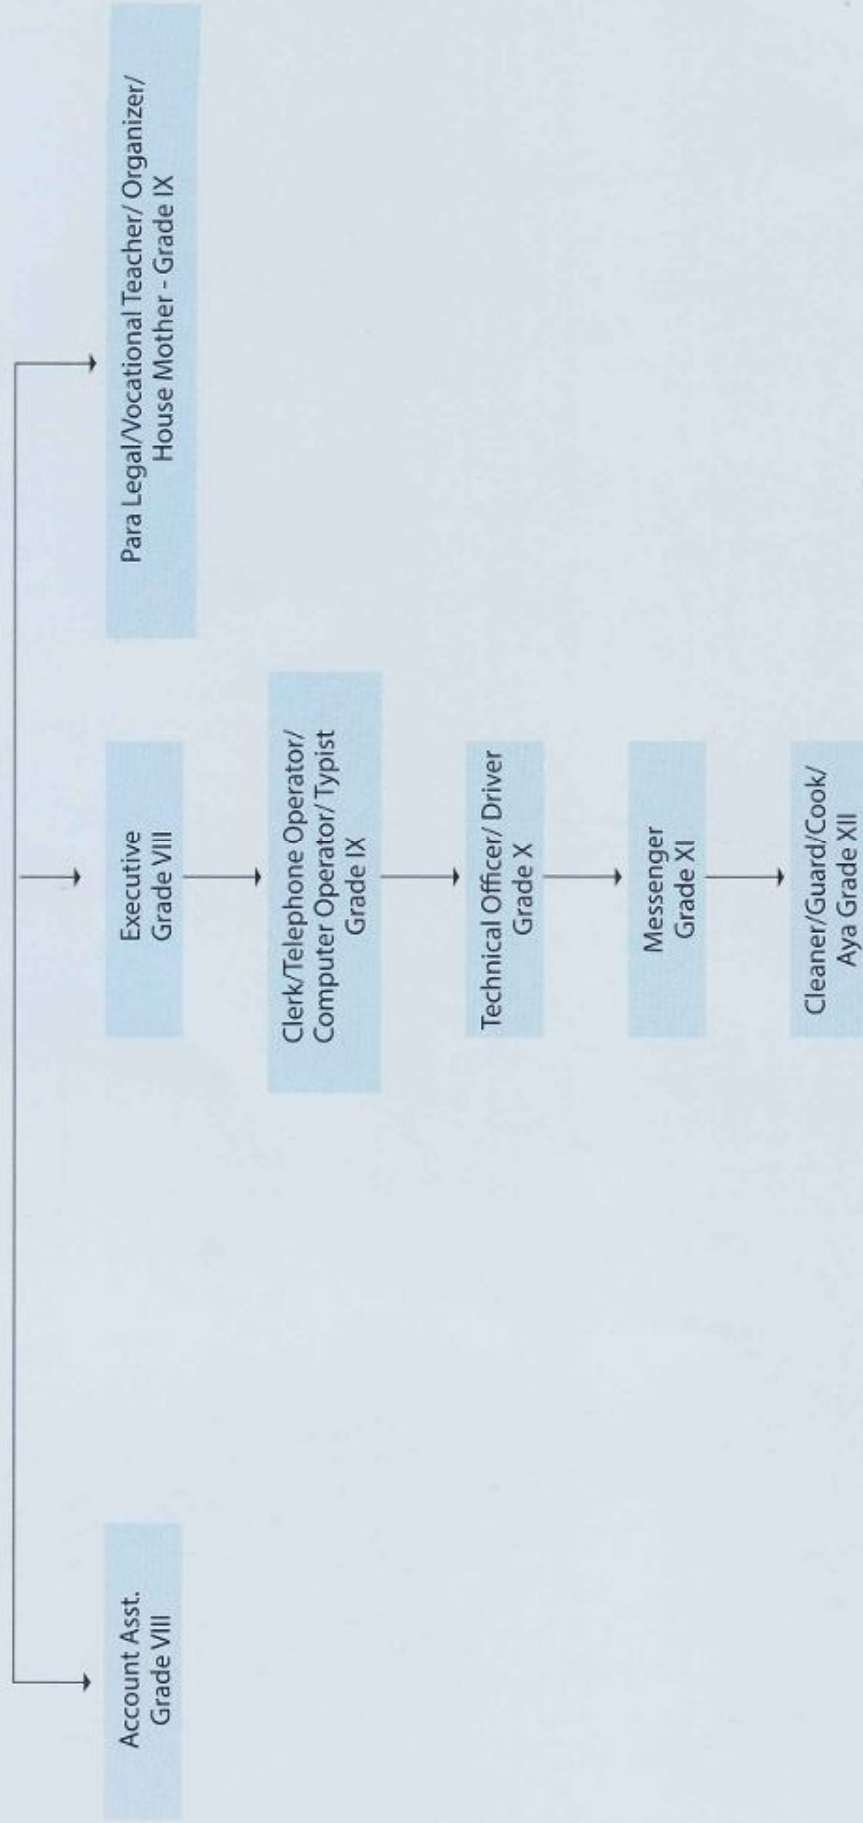 Account Asst.
Grade VIII
Executive
Grade VIII
Para Legal/Vocational Teacher/ Organizer/
House Mother - Grade IX
Clerk/Telephone Operator/
Computer Operator/ Typist
Grade IX
Technical Officer/ Driver
Grade X
Messenger
Grade XI
Cleaner/Guard/Cook/
Aya Grade XII